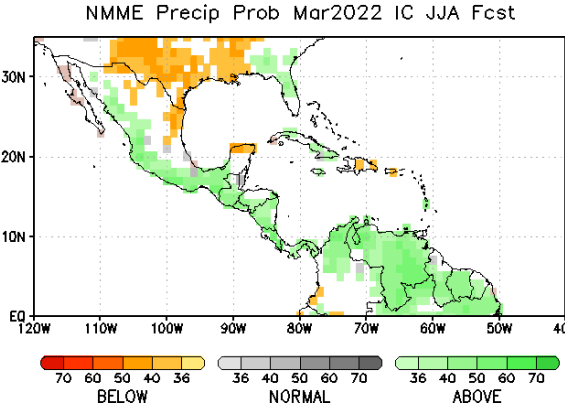 NMME Precip Prob Mar2022 IC JJA Fcst
30N
20N
10N
EQ
120W 110W 100W 90W 80W 70W 60W 50W 40
70 60 50 40 36 36 40 50 60 70 36 40 50 60 70
BELOW NORMAL ABOVE